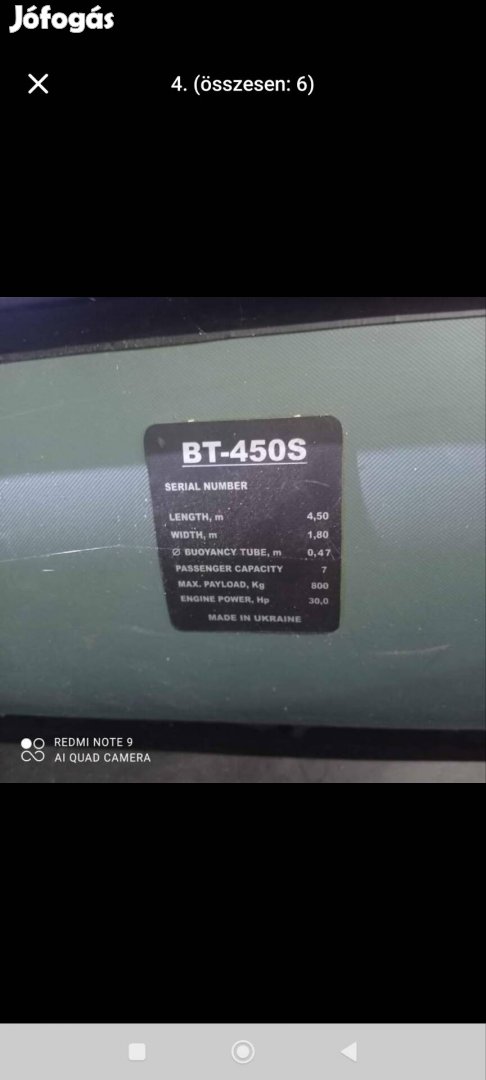 Jófogás
4. (összesen: 6)
BT-450S
SERIAL NUMBER
LENGTH, m 4,50
WIDTH, m 1,80
Ø BUOYANCY TUBE, m 0,47
PASSENGER CAPACITY 7
MAX. PAYLOAD, Kg 800
ENGINE POWER, Hp 30,0
MADE IN UKRAINE
REDMI NOTE 9
AI QUAD CAMERA